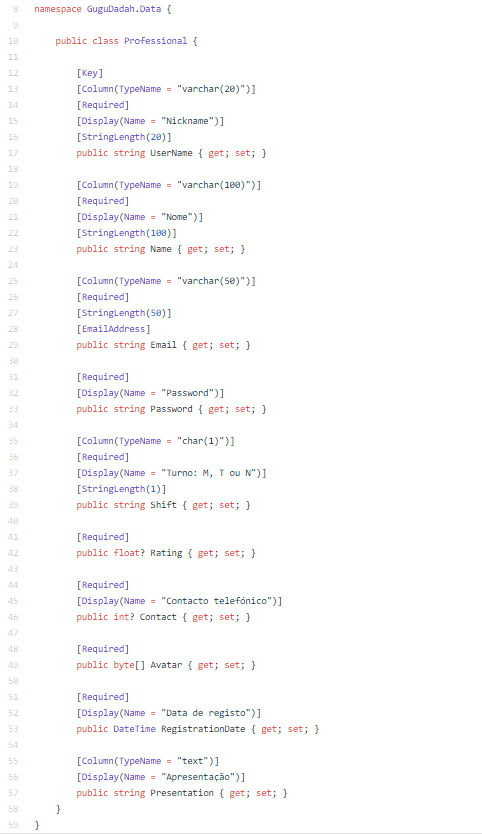 8 namespace GuguDadah.Data {
9
10 public class Professional {
11
12 [Key]
13 [Column(TypeName = "varchar(20)")]
14 [Required]
15 [Display(Name = "Nickname")]
16 [StringLength(20)]
17 public string UserName { get; set; }
18
19 [Column(TypeName = "varchar(100)")]
20 [Required]
21 [Display(Name = "Nome")]
22 [StringLength(100)]
23 public string Name { get; set; }
24
25 [Column(TypeName = "varchar(50)")]
26 [Required]
27 [StringLength(50)]
28 [EmailAddress]
29 public string Email { get; set; }
30
31 [Required]
32 [Display(Name = "Password")]
33 public string Password { get; set; }
34
35 [Column(TypeName = "char(1)")]
36 [Required]
37 [Display(Name = "Turno: M, T ou N")]
38 [StringLength(1)]
39 public string Shift { get; set; }
40
41 [Required]
42 public float? Rating { get; set; }
43
44 [Required]
45 [Display(Name = "Contacto telefónico")]
46 public int? Contact { get; set; }
47
48 [Required]
49 public byte[] Avatar { get; set; }
50
51 [Required]
52 [Display(Name = "Data de registo")]
53 public DateTime RegistrationDate { get; set; }
54
55 [Column(TypeName = "text")]
56 [Display(Name = "Apresentação")]
57 public string Presentation { get; set; }
58 }
59 }